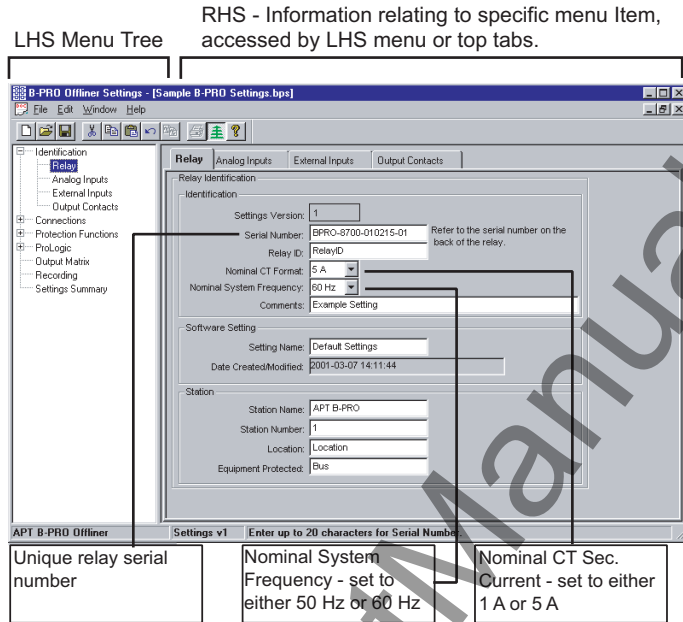 RHS - Information relating to specific menu Item,
LHS Menu Tree
accessed by LHS menu or top tabs.
B-PRO Offliner Settings - [Sample B-PRO Settings.bps]
File Edit Window Help
Identification
Relay
Analog Inputs
External Inputs
Output Contacts
Connections
Protection Functions
ProLogic
Output Matrix
Recording
Settings Summary
Relay Analog Inputs External Inputs Output Contacts
Relay Identification
Identification
Settings Version: 1
Serial Number: BPRO-8700-010215-01 Refer to the serial number on the
back of the relay.
Relay ID: RelayID
Nominal CT Format: 5 A
Nominal System Frequency: 60 Hz
Comments: Example Setting
Software Setting
Setting Name: Default Settings
Date Created/Modified: 2001-03-07 14:11:44
Station
Station Name: APT B-PRO
Station Number: 1
Location: Location
Equipment Protected: Bus
APT B-PRO Offliner Settings v1 Enter up to 20 characters for Serial Number.
Unique relay serial
number
Nominal System
Frequency - set to
either 50 Hz or 60 Hz
Nominal CT Sec.
Current - set to either
1 A or 5 A